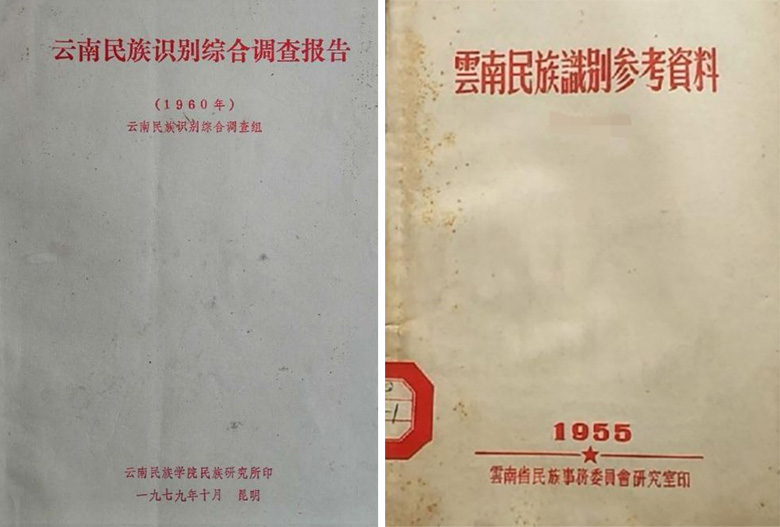 云南民族识别综合调查报告
(1960年)
云南民族识别综合调查组
云南民族学院民族研究所印
一九七九年十月 昆明
雲南民族識别参考資料
-1
1955
雲南省民族事務委員會研究室印